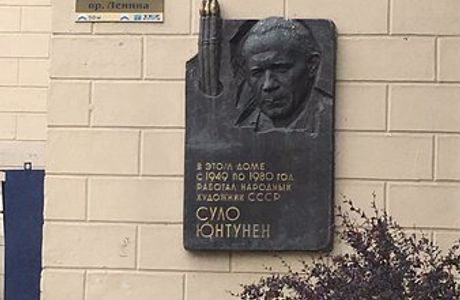 пр. Ленина
В ЭТОМ ДОМЕ
С 1949 ПО 1980 ГОД
РАБОТАЛ НАРОДНЫЙ
ХУДОЖНИК СССР
СУЛО
ЮНТУНЕН